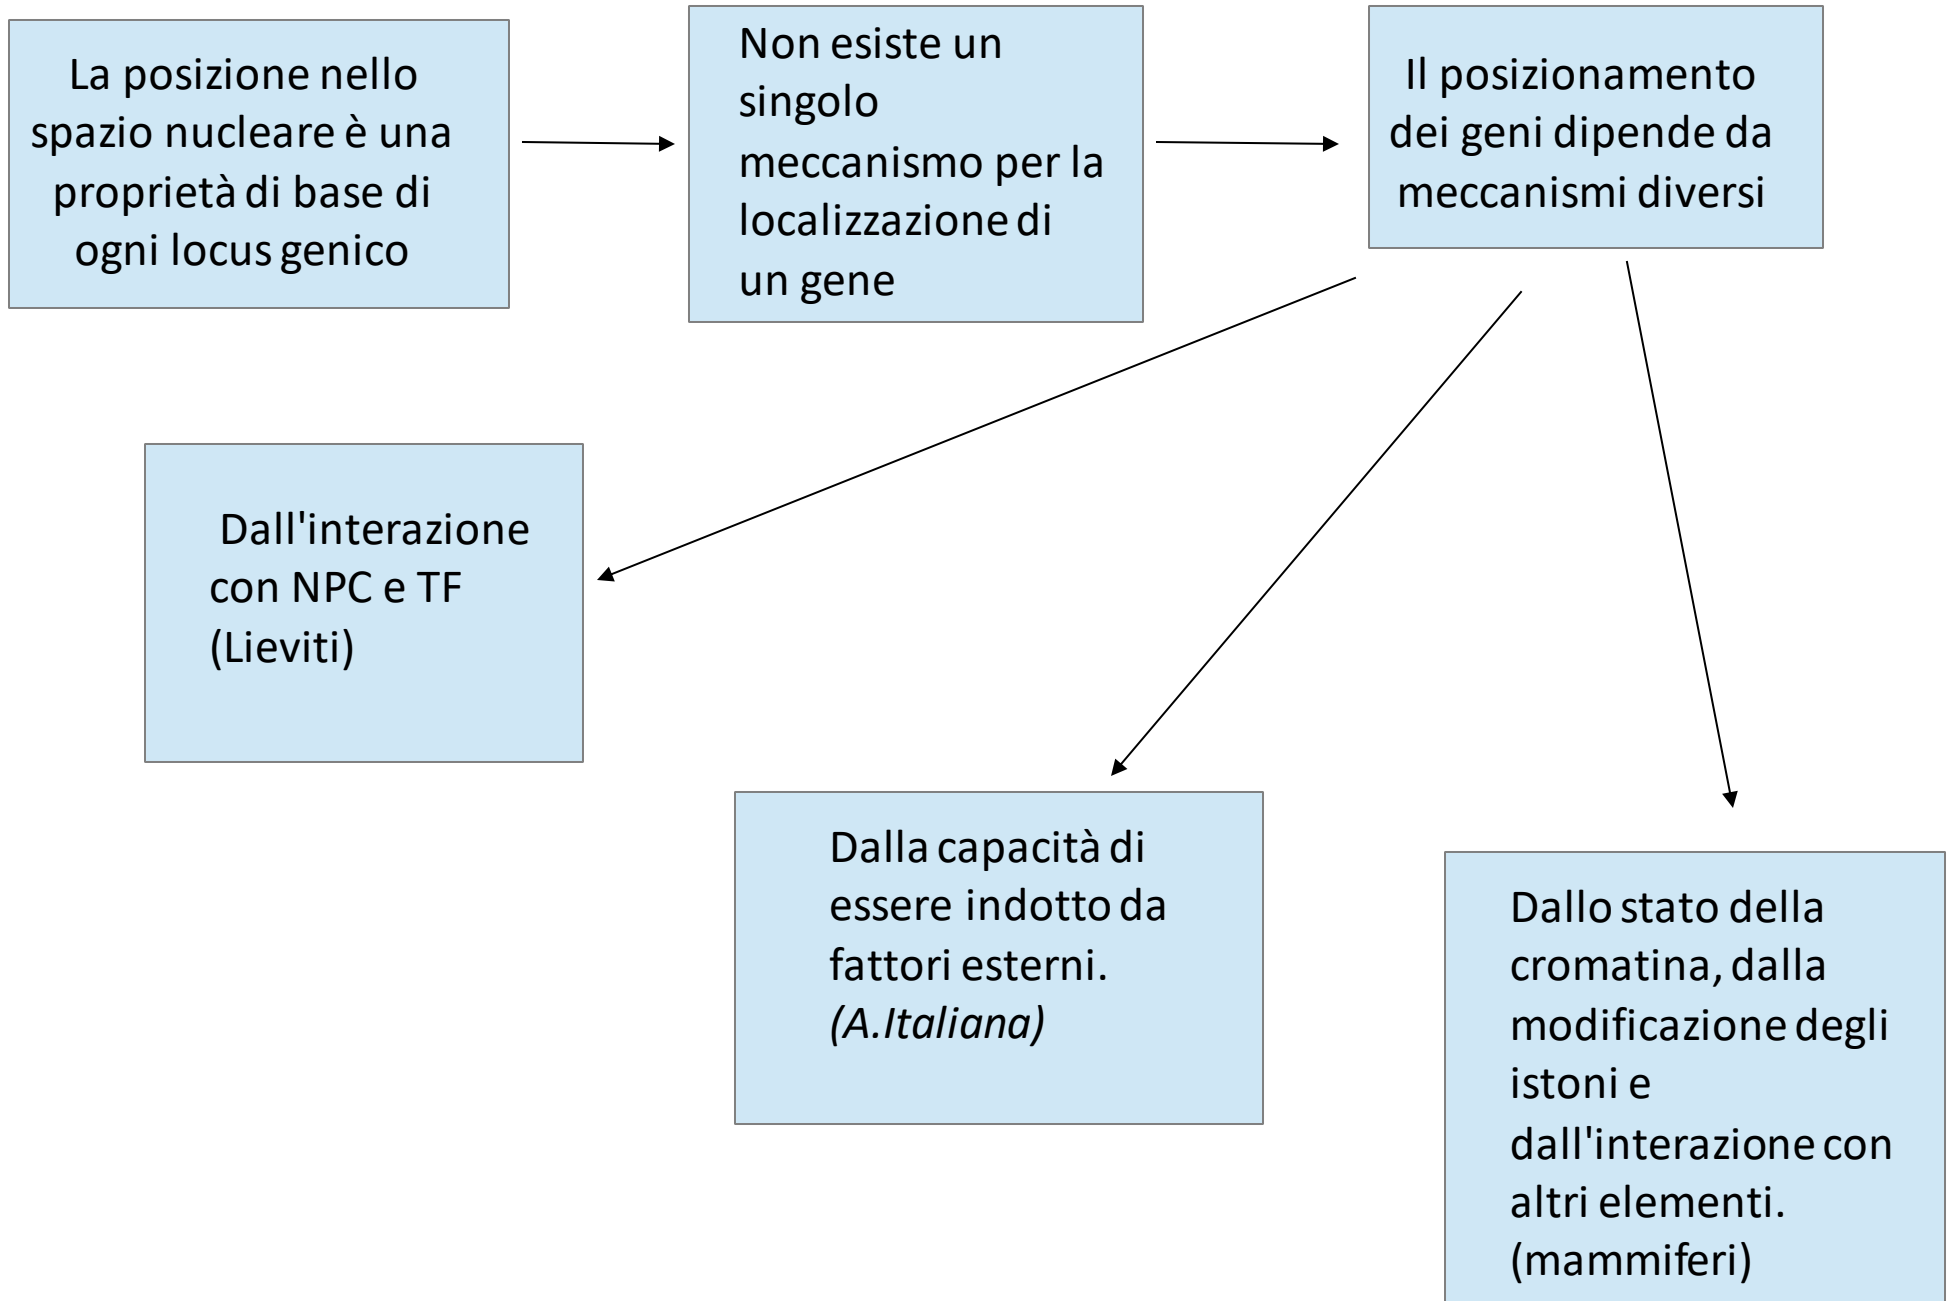 La posizione nello
spazio nucleare è una
proprietà di base di
ogni locus genico
Non esiste un
singolo
meccanismo per la
localizzazione di
un gene
Il posizionamento
dei geni dipende da
meccanismi diversi
Dall'interazione
con NPC e TF
(Lieviti)
Dalla capacità di
essere indotto da
fattori esterni.
(A.Italiana)
Dallo stato della
cromatina, dalla
modificazione degli
istoni e
dall'interazione con
altri elementi.
(mammiferi)